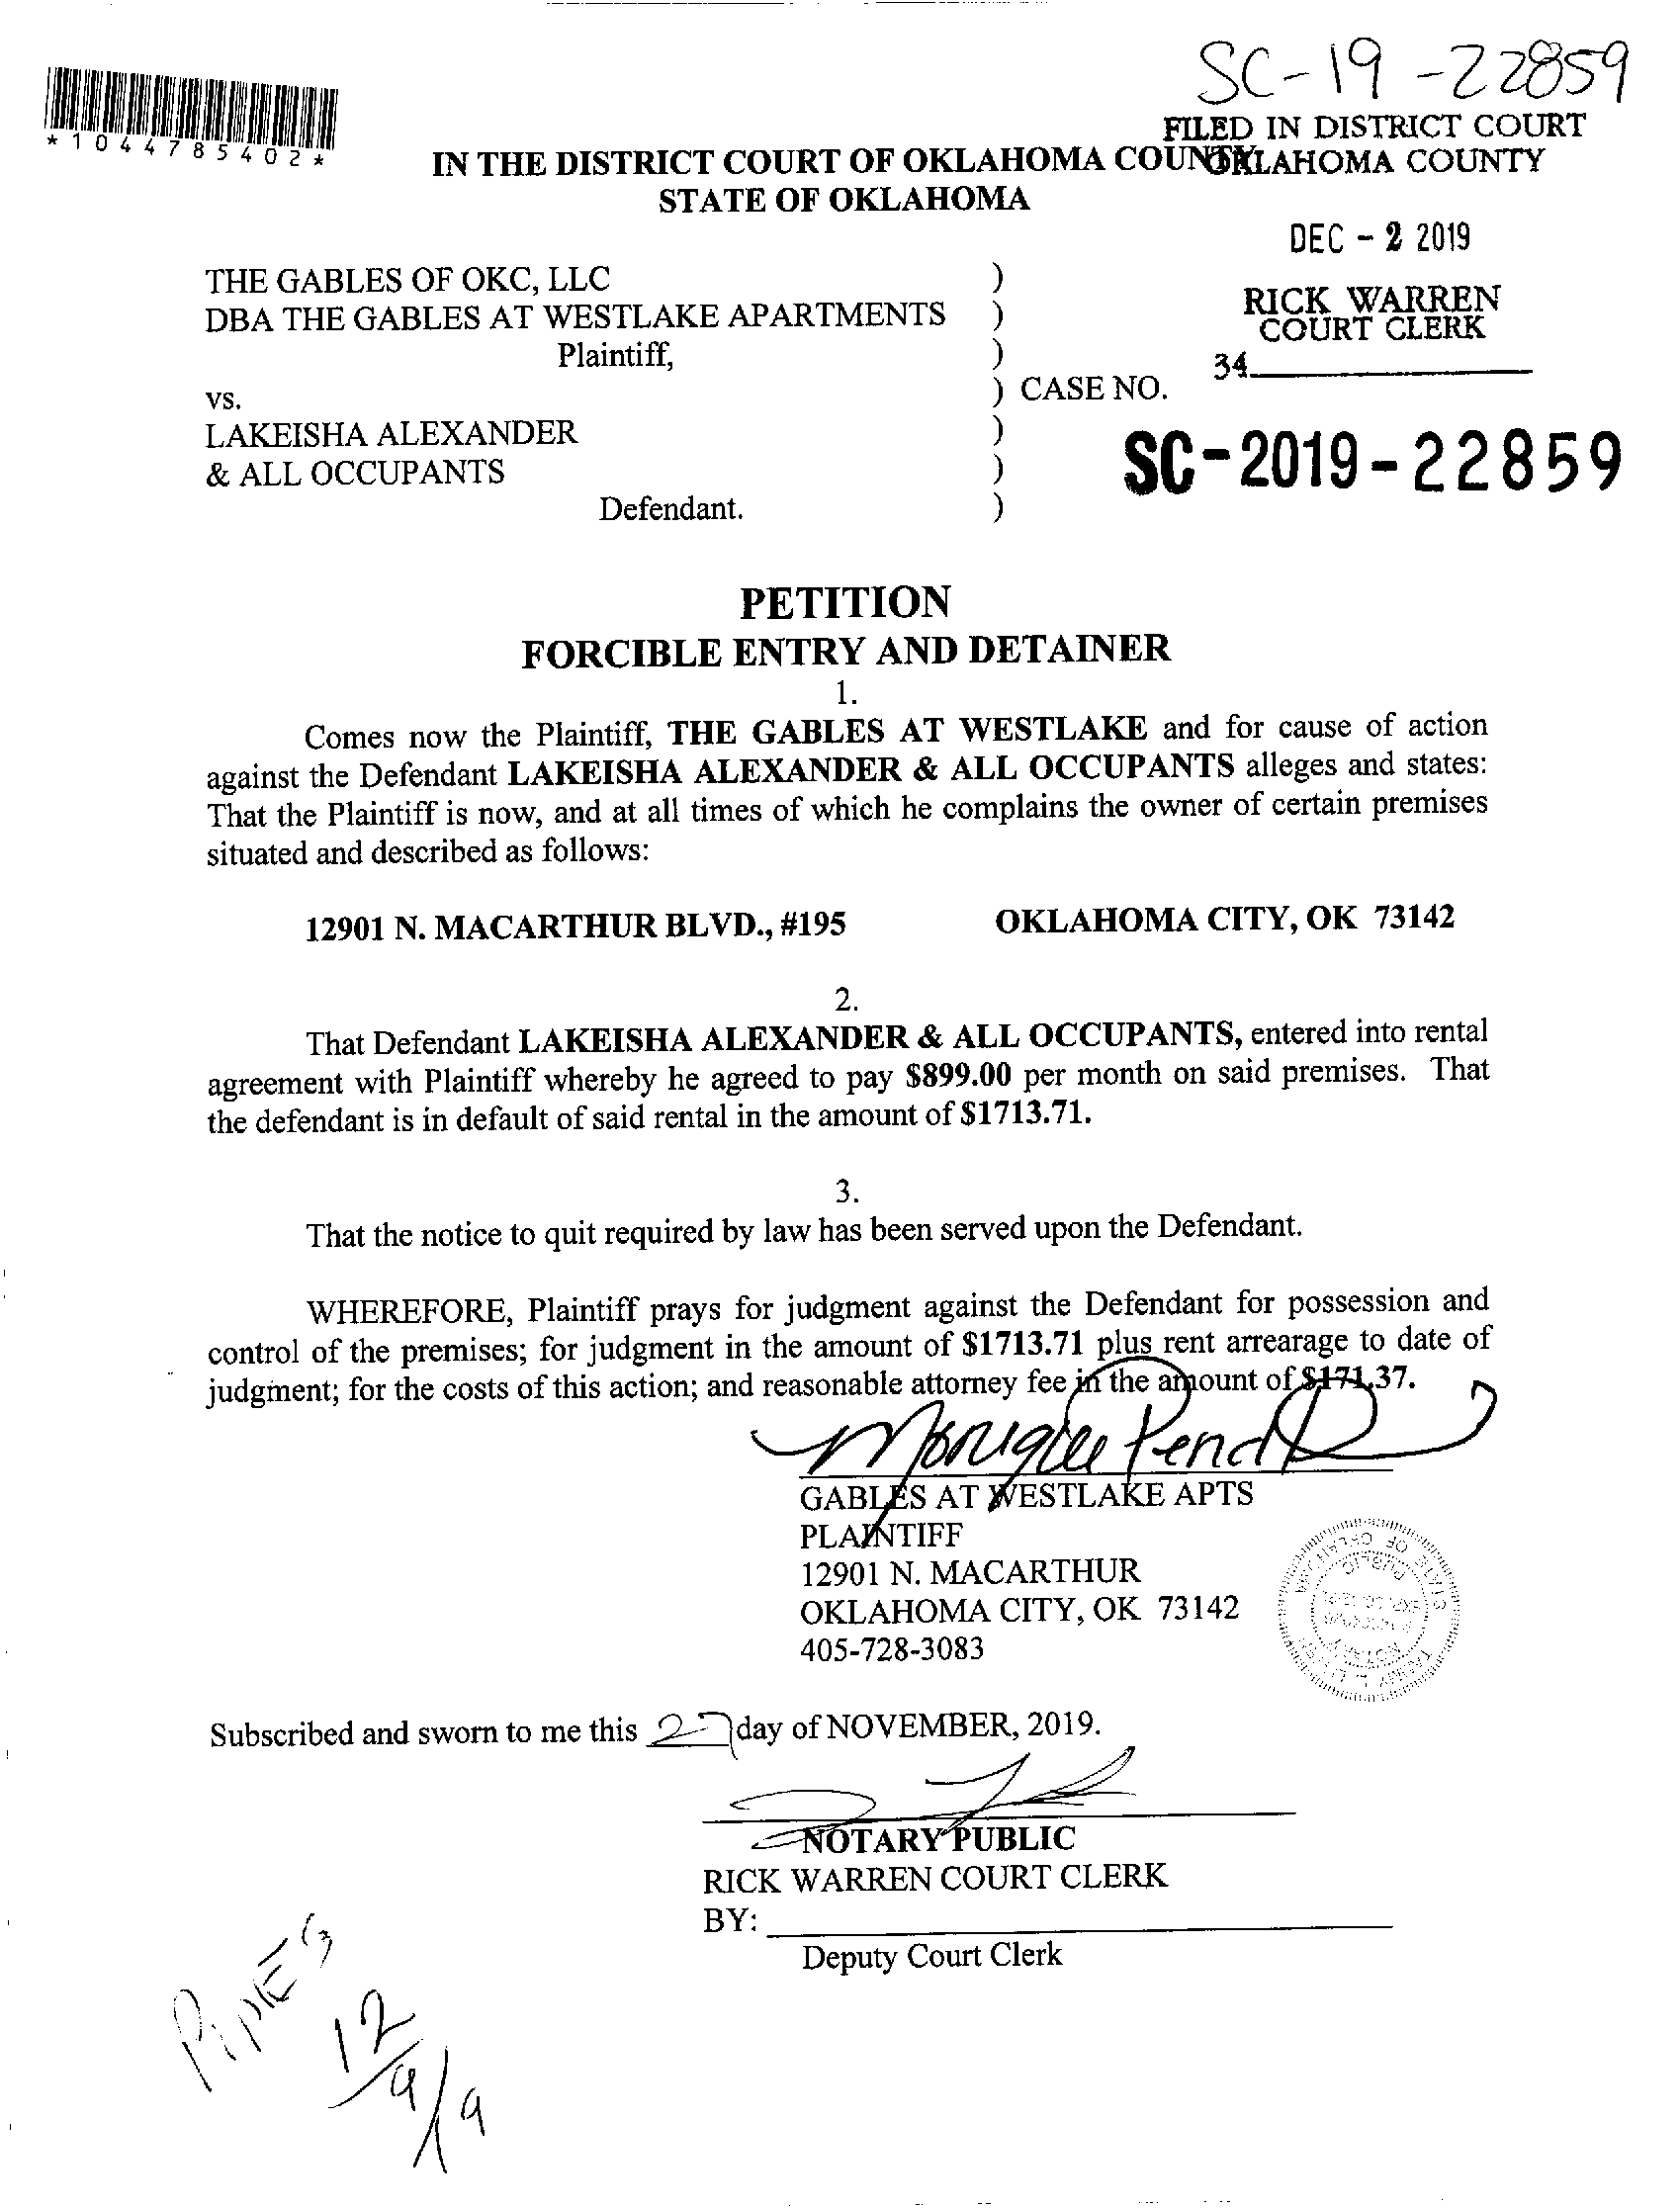 SC-19-22859
*1044785402*
FILED IN DISTRICT COURT
OKLAHOMA COUNTY
IN THE DISTRICT COURT OF OKLAHOMA COUNTY
STATE OF OKLAHOMA
DEC - 2 2019
RICK WARREN
COURT CLERK
34
THE GABLES OF OKC, LLC )
DBA THE GABLES AT WESTLAKE APARTMENTS )
Plaintiff, )
vs. ) CASE NO.
LAKEISHA ALEXANDER )
& ALL OCCUPANTS )
Defendant. )
SC-2019-22859
PETITION
FORCIBLE ENTRY AND DETAINER
1.
Comes now the Plaintiff, THE GABLES AT WESTLAKE and for cause of action
against the Defendant LAKEISHA ALEXANDER & ALL OCCUPANTS alleges and states:
That the Plaintiff is now, and at all times of which he complains the owner of certain premises
situated and described as follows:
12901 N. MACARTHUR BLVD., #195 OKLAHOMA CITY, OK 73142
2.
That Defendant LAKEISHA ALEXANDER & ALL OCCUPANTS, entered into rental
agreement with Plaintiff whereby he agreed to pay $899.00 per month on said premises. That
the defendant is in default of said rental in the amount of $1713.71.
3.
That the notice to quit required by law has been served upon the Defendant.
WHEREFORE, Plaintiff prays for judgment against the Defendant for possession and
control of the premises; for judgment in the amount of $1713.71 plus rent arrearage to date of
judgment; for the costs of this action; and reasonable attorney fee in the amount of $171.37.
GABLES AT WESTLAKE APTS
PLAINTIFF
12901 N. MACARTHUR
OKLAHOMA CITY, OK 73142
405-728-3083
Subscribed and sworn to me this 27 day of NOVEMBER, 2019.
NOTARY PUBLIC
RICK WARREN COURT CLERK
BY:
Deputy Court Clerk
12/9/19